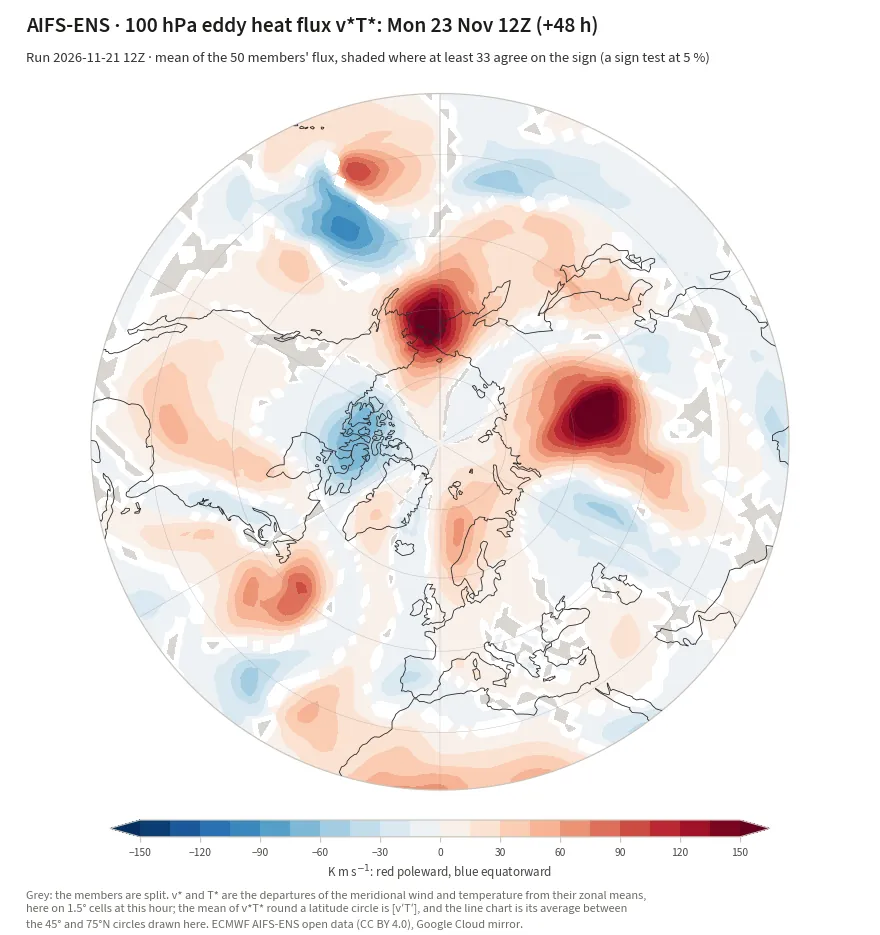 AIFS-ENS · 100 hPa eddy heat flux v*T*: Mon 23 Nov 12Z (+48 h)
Run 2026-11-21 12Z · mean of the 50 members' flux, shaded where at least 33 agree on the sign (a sign test at 5 %)
−150 −120 −90 −60 −30 0 30 60 90 120 150
K m s⁻¹: red poleward, blue equatorward
Grey: the members are split. v* and T* are the departures of the meridional wind and temperature from their zonal means,
here on 1.5° cells at this hour; the mean of v*T* round a latitude circle is [v′T′], and the line chart is its average between
the 45° and 75°N circles drawn here. ECMWF AIFS-ENS open data (CC BY 4.0), Google Cloud mirror.